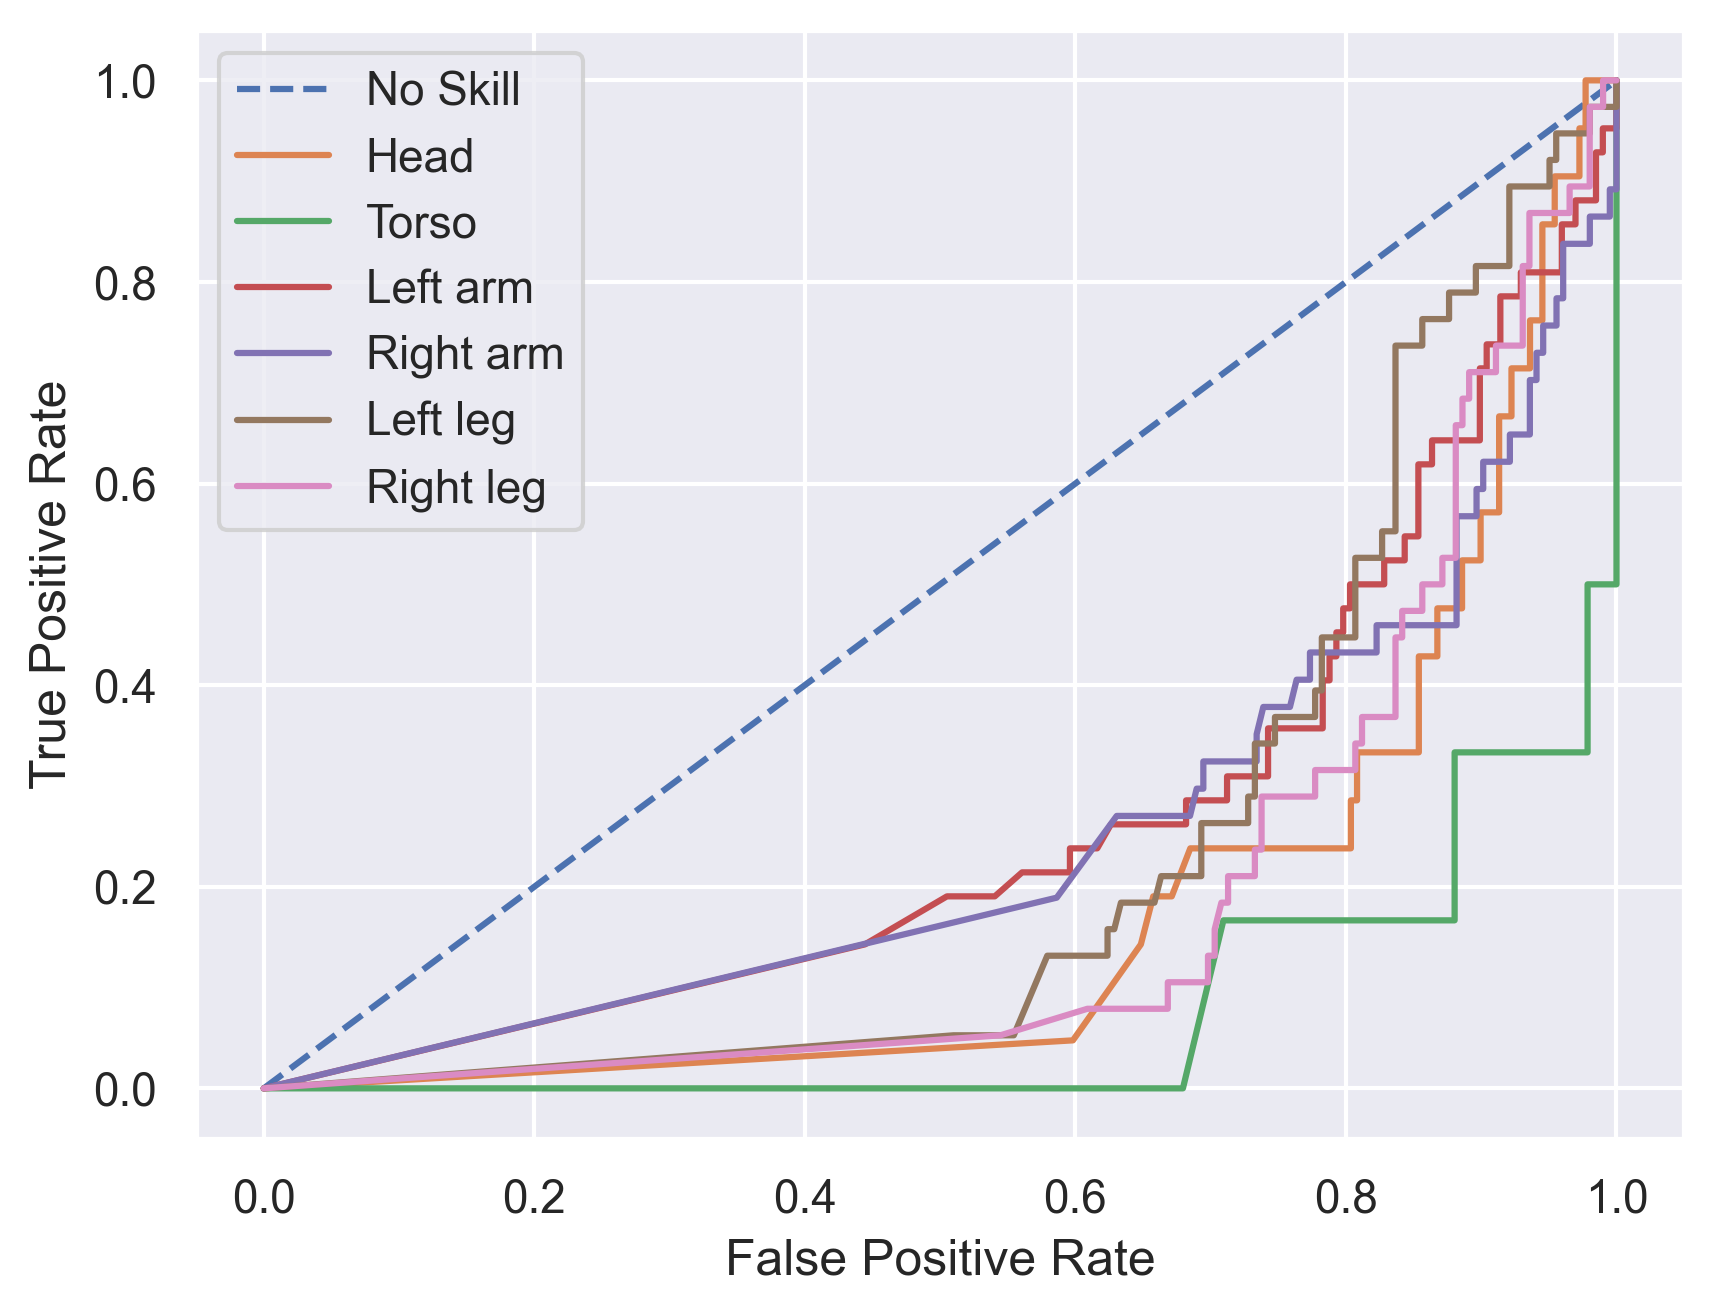 No Skill
Head
Torso
Left arm
Right arm
Left leg
Right leg
True Positive Rate
1.0
0.8
0.6
0.4
0.2
0.0
0.0 0.2 0.4 0.6 0.8 1.0
False Positive Rate